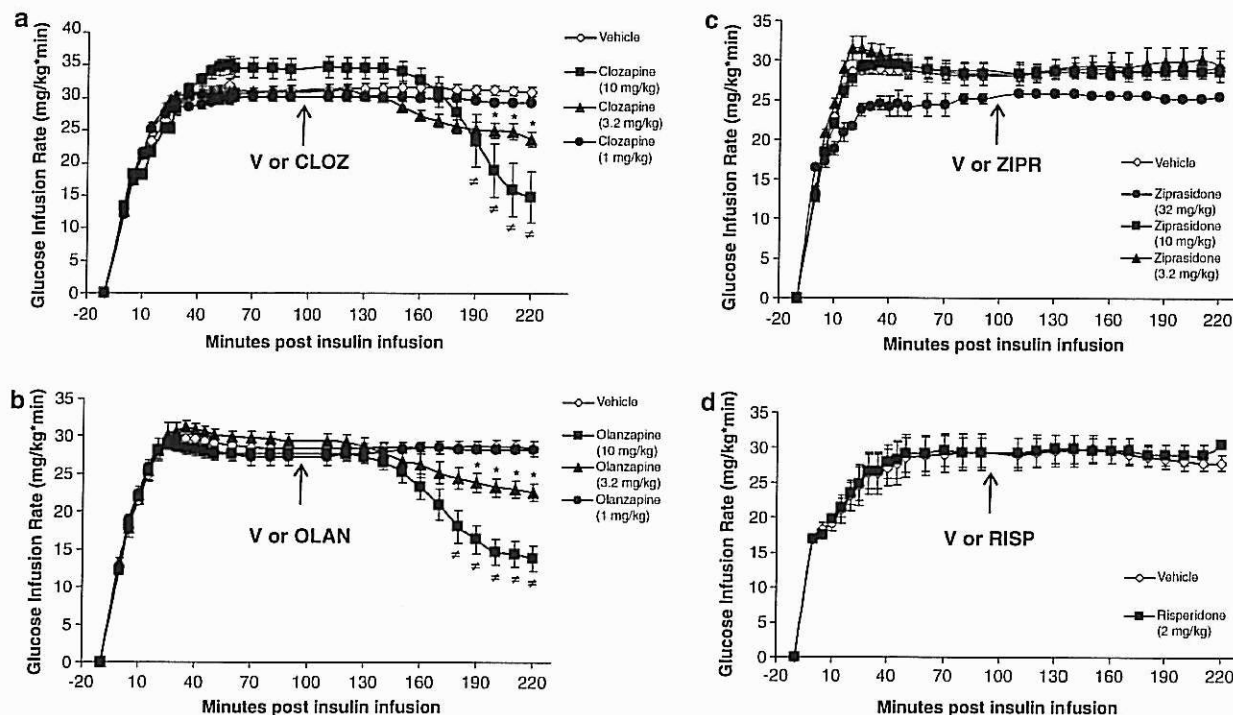 a
Glucose Infusion Rate (mg/kg*min)
40
35
30
25
20
15
10
5
0
-20 10 40 70 100 130 160 190 220
Minutes post insulin infusion
V or CLOZ
* * *
≠ ≠ ≠ ≠
Vehicle
Clozapine
(10 mg/kg)
Clozapine
(3.2 mg/kg)
Clozapine
(1 mg/kg)
b
Glucose Infusion Rate (mg/kg*min)
35
30
25
20
15
10
5
0
-20 10 40 70 100 130 160 190 220
Minutes post insulin infusion
V or OLAN
* * * *
≠ ≠ ≠ ≠ ≠
Vehicle
Olanzapine
(10 mg/kg)
Olanzapine
(3.2 mg/kg)
Olanzapine
(1 mg/kg)
c
Glucose Infusion Rate (mg/kg*min)
35
30
25
20
15
10
5
0
-20 10 40 70 100 130 160 190 220
Minutes post insulin infusion
V or ZIPR
Vehicle
Ziprasidone
(32 mg/kg)
Ziprasidone
(10 mg/kg)
Ziprasidone
(3.2 mg/kg)
d
Glucose Infusion Rate (mg/kg*min)
35
30
25
20
15
10
5
0
-20 10 40 70 100 130 160 190 220
Minutes post insulin infusion
V or RISP
Vehicle
Risperidone
(2 mg/kg)